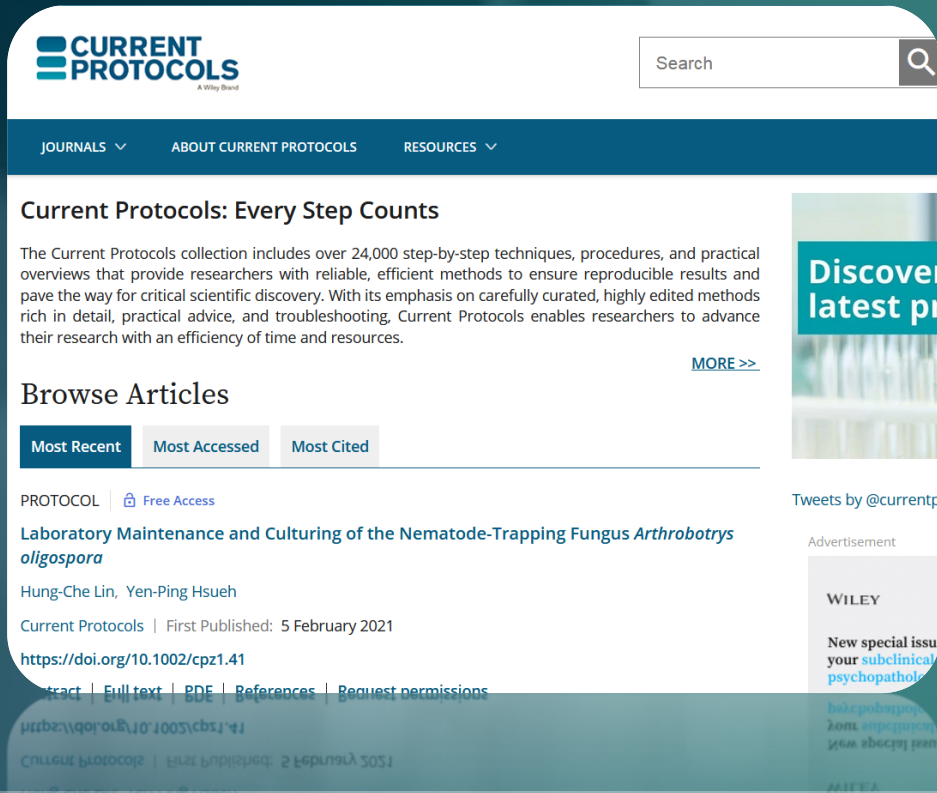 CURRENT
PROTOCOLS
A Wiley Brand
Search
JOURNALS
ABOUT CURRENT PROTOCOLS
RESOURCES
Current Protocols: Every Step Counts
The Current Protocols collection includes over 24,000 step-by-step techniques, procedures, and practical
overviews that provide researchers with reliable, efficient methods to ensure reproducible results and
pave the way for critical scientific discovery. With its emphasis on carefully curated, highly edited methods
rich in detail, practical advice, and troubleshooting, Current Protocols enables researchers to advance
their research with an efficiency of time and resources.
MORE >>
Browse Articles
Most Recent
Most Accessed
Most Cited
PROTOCOL
Free Access
Laboratory Maintenance and Culturing of the Nematode-Trapping Fungus Arthrobotrys
oligospora
Hung-Che Lin, Yen-Ping Hsueh
Current Protocols | First Published: 5 February 2021
https://doi.org/10.1002/cpz1.41
tract | Full text | PDF | References | Request permissions
Discover
latest pr
Tweets by @currentp
Advertisement
WILEY
New special issu
your subclinical
psychopatholo